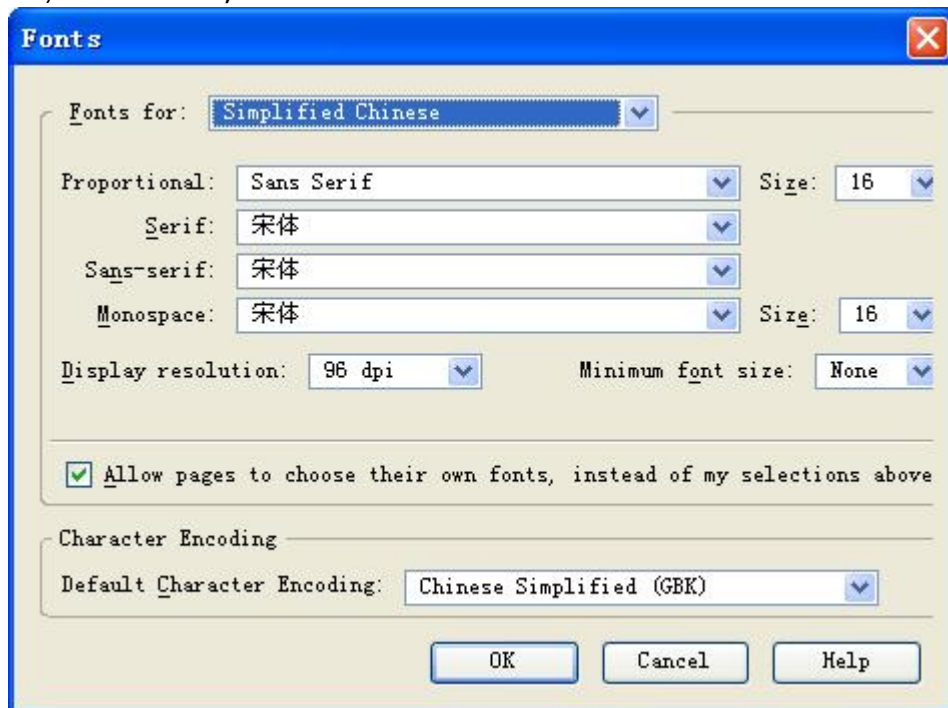 Fonts
Fonts for: Simplified Chinese
Proportional: Sans Serif Size: 16
Serif: 宋体
Sans-serif: 宋体
Monospace: 宋体 Size: 16
Display resolution: 96 dpi Minimum font size: None
Allow pages to choose their own fonts, instead of my selections above
Character Encoding
Default Character Encoding: Chinese Simplified (GBK)
OK Cancel Help